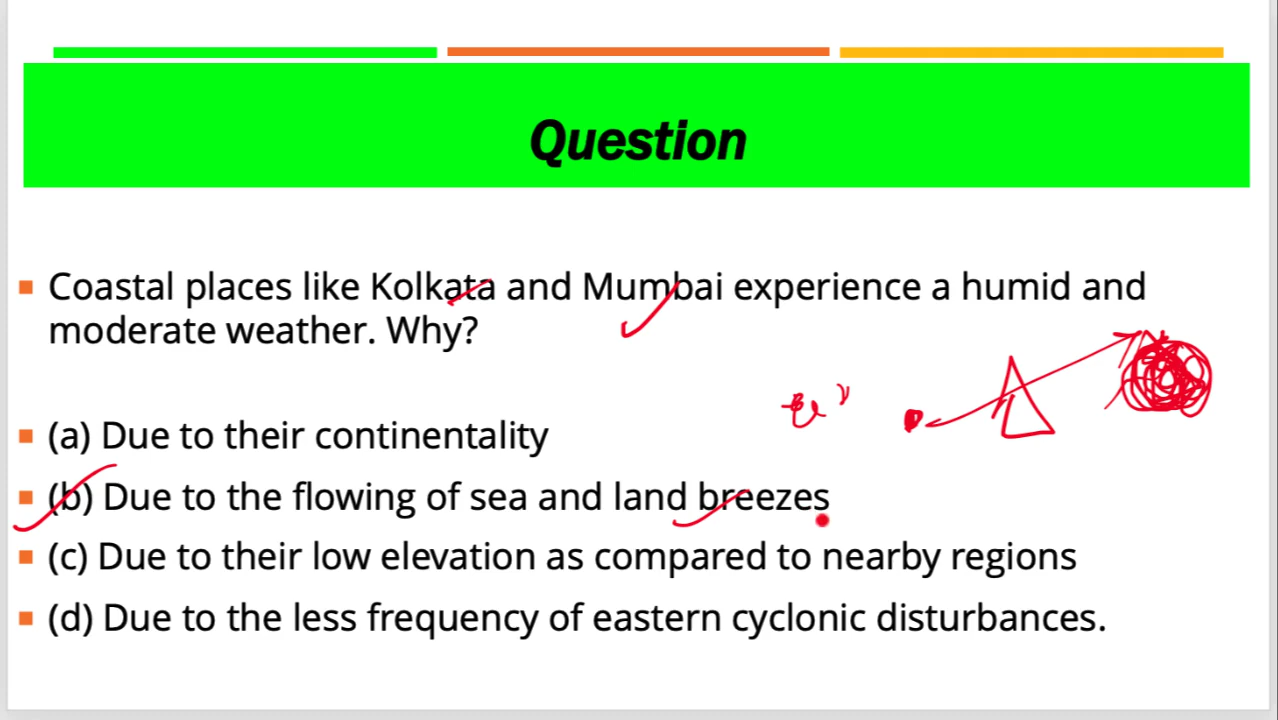 Question
Coastal places like Kolkata and Mumbai experience a humid and
moderate weather. Why?
(a) Due to their continentality
(b) Due to the flowing of sea and land breezes
(c) Due to their low elevation as compared to nearby regions
(d) Due to the less frequency of eastern cyclonic disturbances.